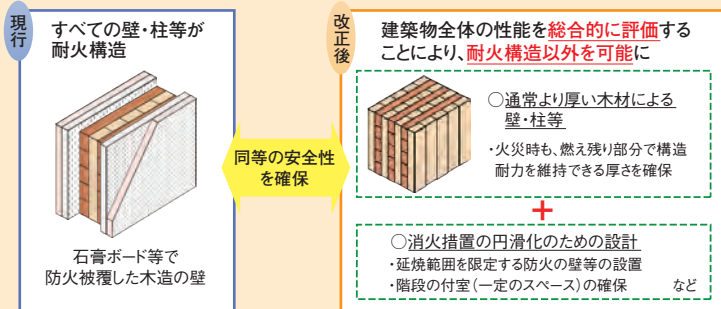 現行
すべての壁・柱等が
耐火構造
石膏ボード等で
防火被覆した木造の壁
同等の安全性
を確保
改正後
建築物全体の性能を総合的に評価する
ことにより、耐火構造以外を可能に
○通常より厚い木材による
壁・柱等
・火災時も、燃え残り部分で構造
耐力を維持できる厚さを確保
+
○消火措置の円滑化のための設計
・延焼範囲を限定する防火の壁等の設置
・階段の付室(一定のスペース)の確保 など